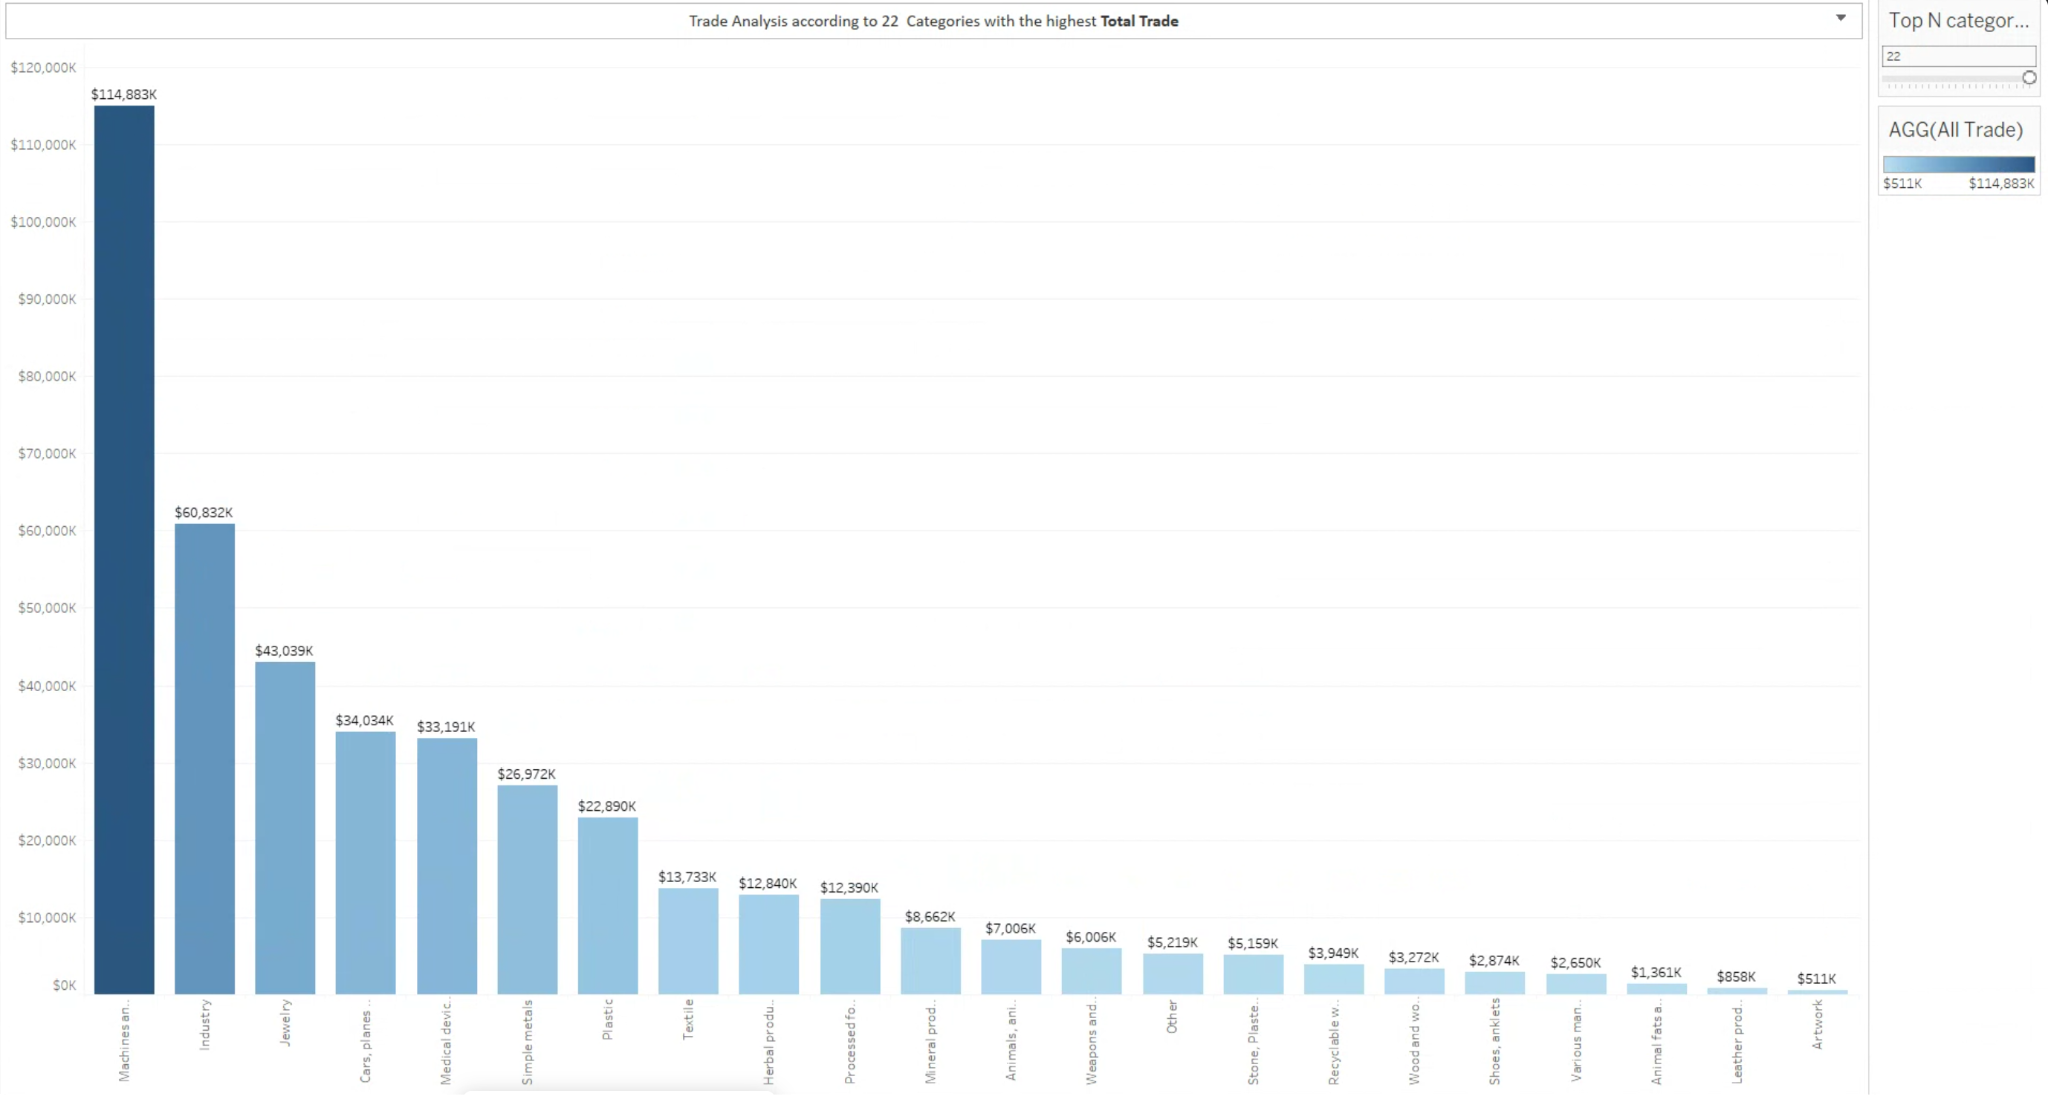 Trade Analysis according to 22 Categories with the highest Total Trade
Top N categor...
22
AGG(All Trade)
$511K $114,883K
$120,000K
$110,000K
$100,000K
$90,000K
$80,000K
$70,000K
$60,000K
$50,000K
$40,000K
$30,000K
$20,000K
$10,000K
$0K
$114,883K
$60,832K
$43,039K
$34,034K
$33,191K
$26,972K
$22,890K
$13,733K
$12,840K
$12,390K
$8,662K
$7,006K
$6,006K
$5,219K
$5,159K
$3,949K
$3,272K
$2,874K
$2,650K
$1,361K
$858K
$511K
Machines an..
Industry
Jewelry
Cars, planes ..
Medical devic..
Simple metals
Plastic
Textile
Herbal produ..
Processed fo..
Mineral prod..
Animals, ani..
Weapons and..
Other
Stone, Plaste..
Recyclable w..
Wood and wo..
Shoes, anklets
Various man..
Animal fats a..
Leather prod..
Artwork